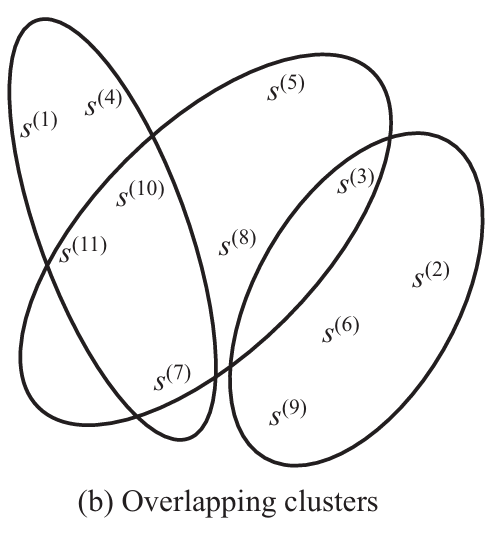 s(5)
s(4)
s(1)
s(3)
s(10)
s(8)
s(11)
s(2)
s(6)
s(7)
s(9)
(b) Overlapping clusters